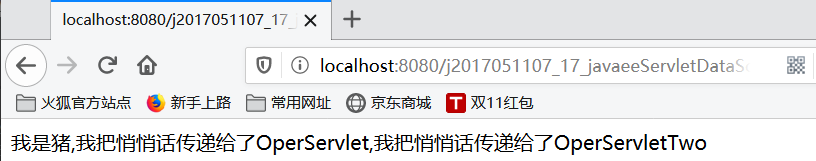 localhost:8080/j2017051107_17_
localhost:8080/j2017051107_17_javaeeServletDataSe
火狐官方站点 新手上路 常用网址 京东商城 T 双11红包
我是猪,我把悄悄话传递给了OperServlet,我把悄悄话传递给了OperServletTwo